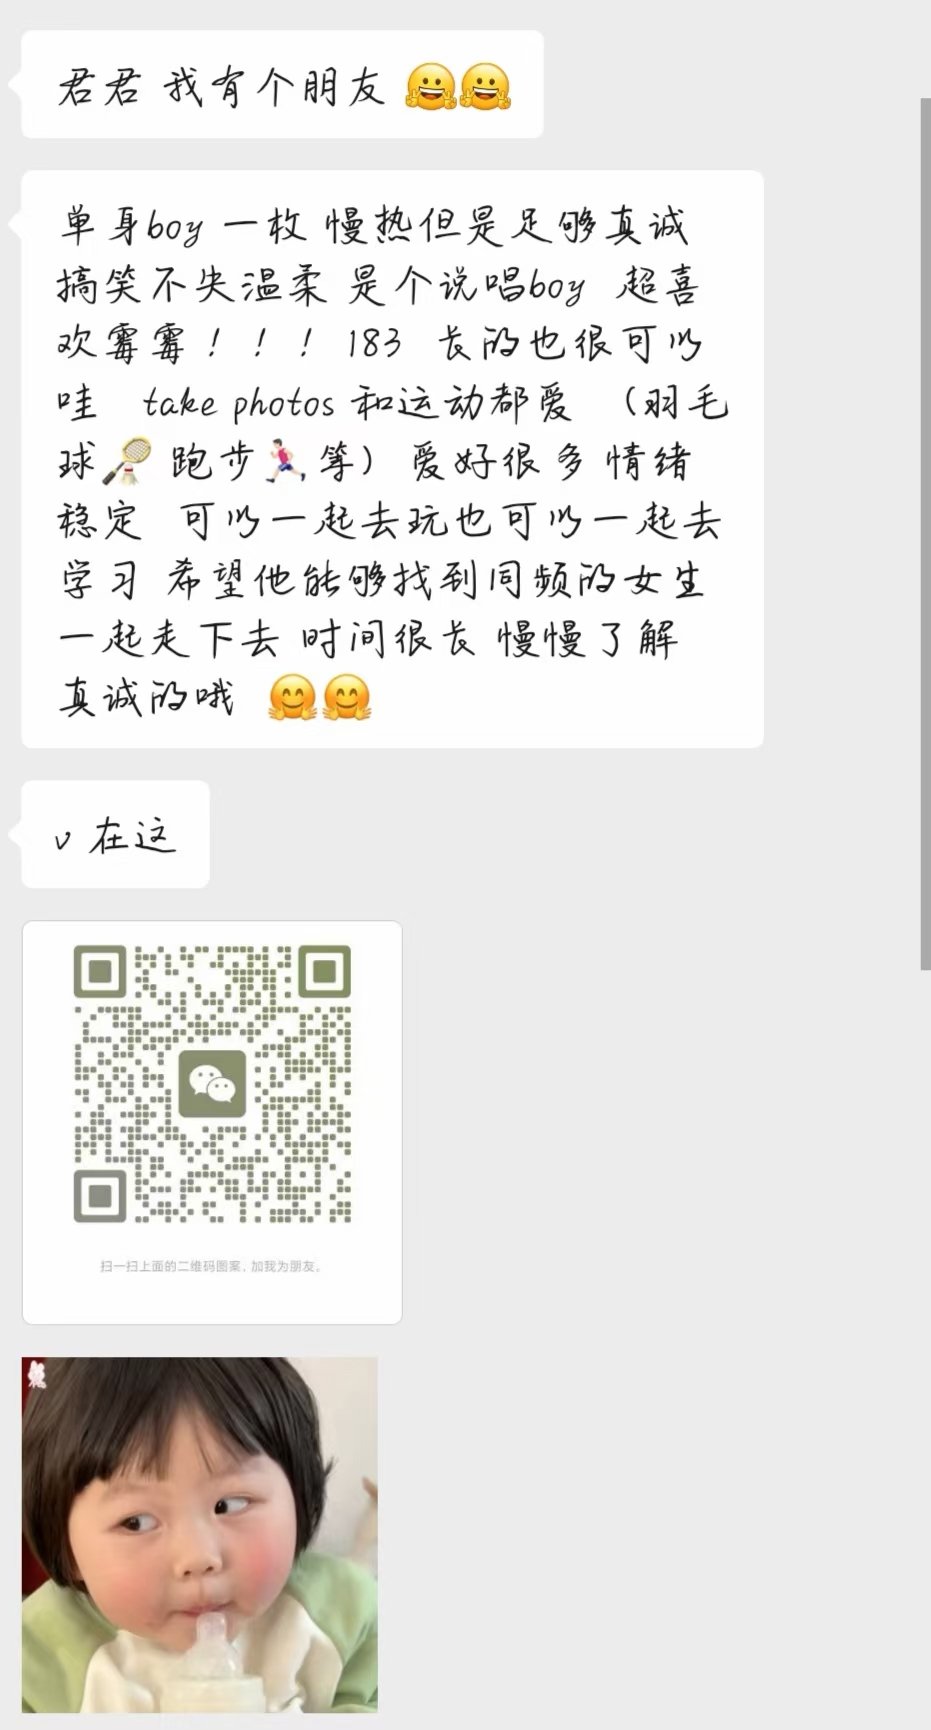 君君 我有个朋友 🤗🤗
单身boy 一枚 慢热但是足够真诚
搞笑不失温柔 是个说唱boy 超喜
欢霉霉！！！183 长的也很可以
哇 take photos 和运动都爱 （羽毛
球🏸 跑步🏃🏻等）爱好很多 情绪
稳定 可以一起去玩也可以一起去
学习 希望他能够找到同频的女生
一起走下去 时间很长 慢慢了解
真诚的哦 🤗🤗
v 在这
扫一扫上面的二维码图案，加我为朋友。